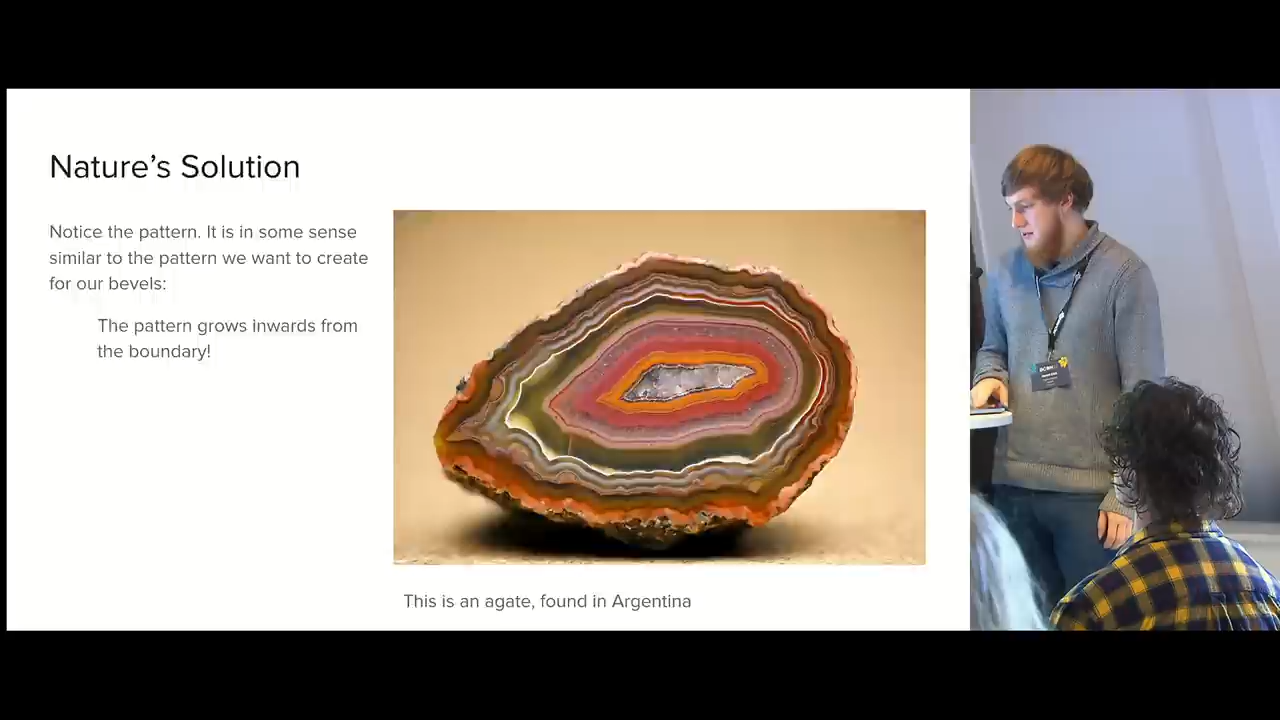 Nature’s Solution
Notice the pattern. It is in some sense
similar to the pattern we want to create
for our bevels:
The pattern grows inwards from
the boundary!
This is an agate, found in Argentina